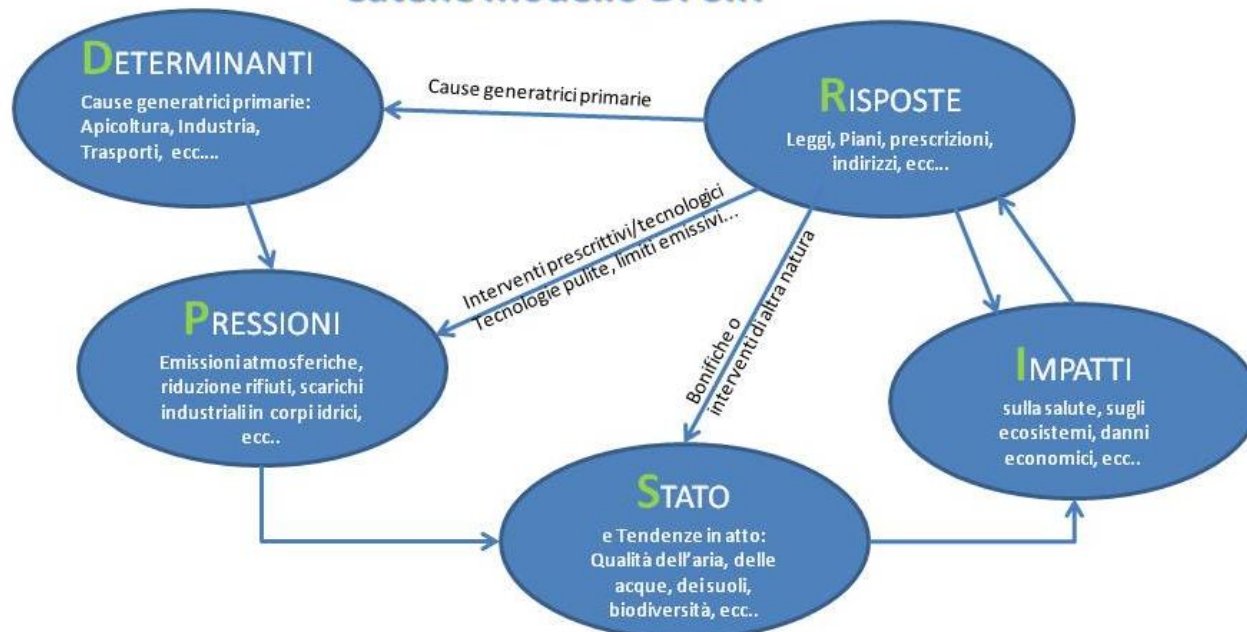 DETERMINANTI
Cause generatrici primarie:
Apicoltura, Industria,
Trasporti, ecc....
Cause generatrici primarie
RISPOSTE
Leggi, Piani, prescrizioni,
indirizzi, ecc...
Interventi prescrittivi/tecnologici
Tecnologie pulite, limiti emissivi...
Bonifiche o
interventi di altra natura
PRESSIONI
Emissioni atmosferiche,
riduzione rifiuti, scarichi
industriali in corpi idrici,
ecc..
IMPATTI
sulla salute, sugli
ecosistemi, danni
economici, ecc..
STATO
e Tendenze in atto:
Qualità dell'aria, delle
acque, dei suoli,
biodiversità, ecc..